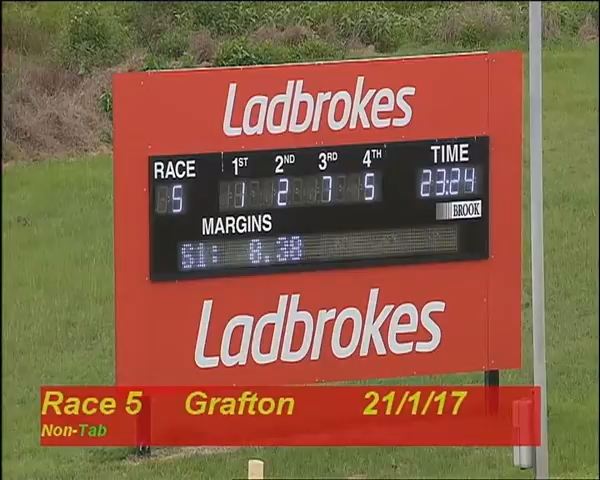 Ladbrokes
RACE 1ST 2ND 3RD 4TH TIME
5 1 2 7 5 23:24
BROOK
MARGINS
S1: 8.38
Ladbrokes
Race 5 Grafton 21/1/17
Non-Tab